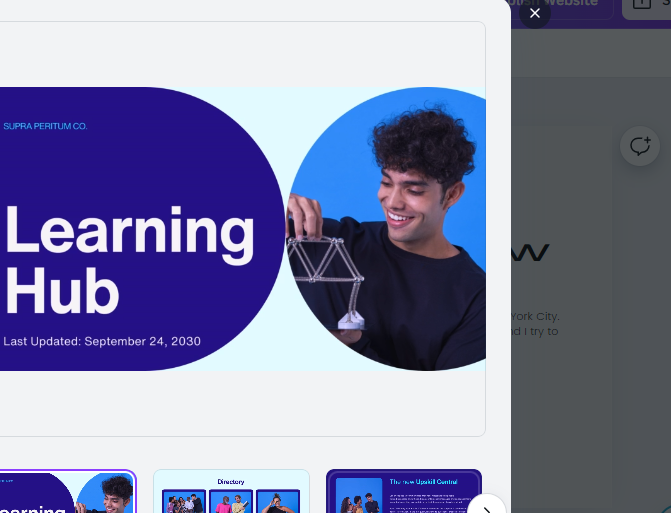 Website
SUPRA PERITUM CO.
Learning
Hub
Last Updated: September 24, 2030
York City.
I try to
Directory
The new Upskill Central